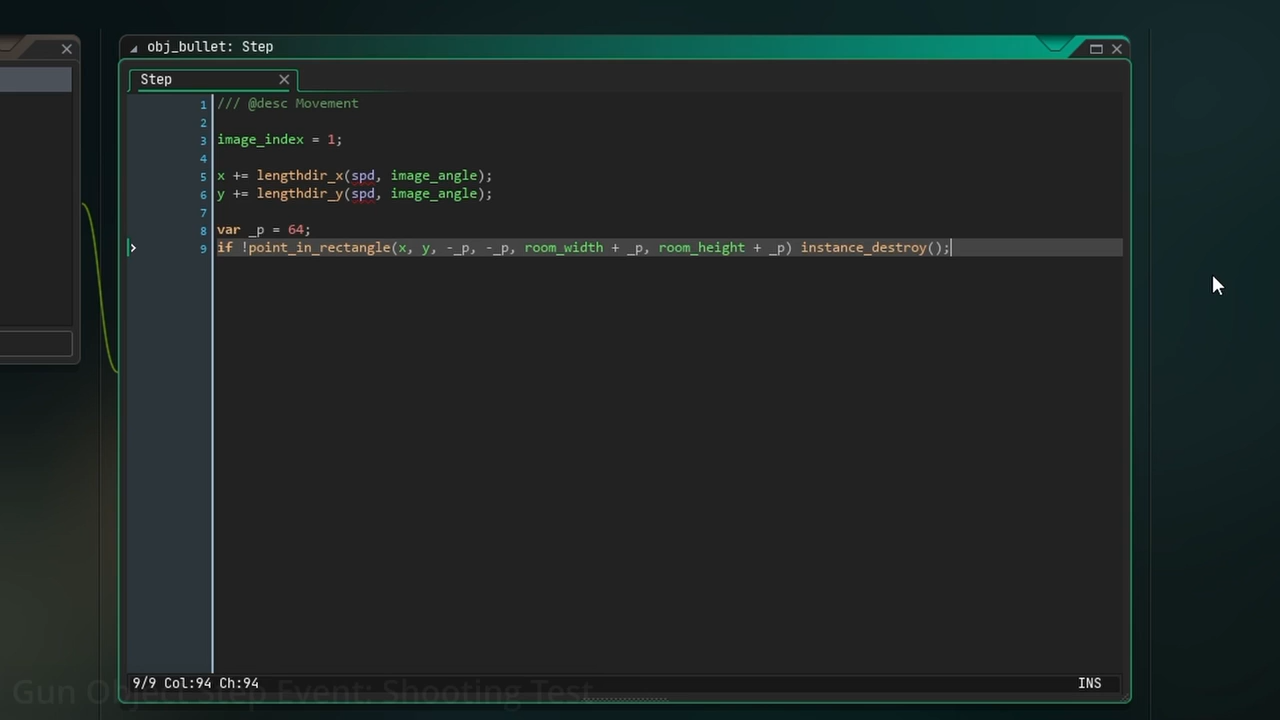 obj_bullet: Step
Step
1 /// @desc Movement
2
3 image_index = 1;
4
5 x += lengthdir_x(spd, image_angle);
6 y += lengthdir_y(spd, image_angle);
7
8 var _p = 64;
9 if !point_in_rectangle(x, y, -_p, -_p, room_width + _p, room_height + _p) instance_destroy();
9/9 Col:94 Ch:94 INS
Gun Object Step Event: Shooting Test